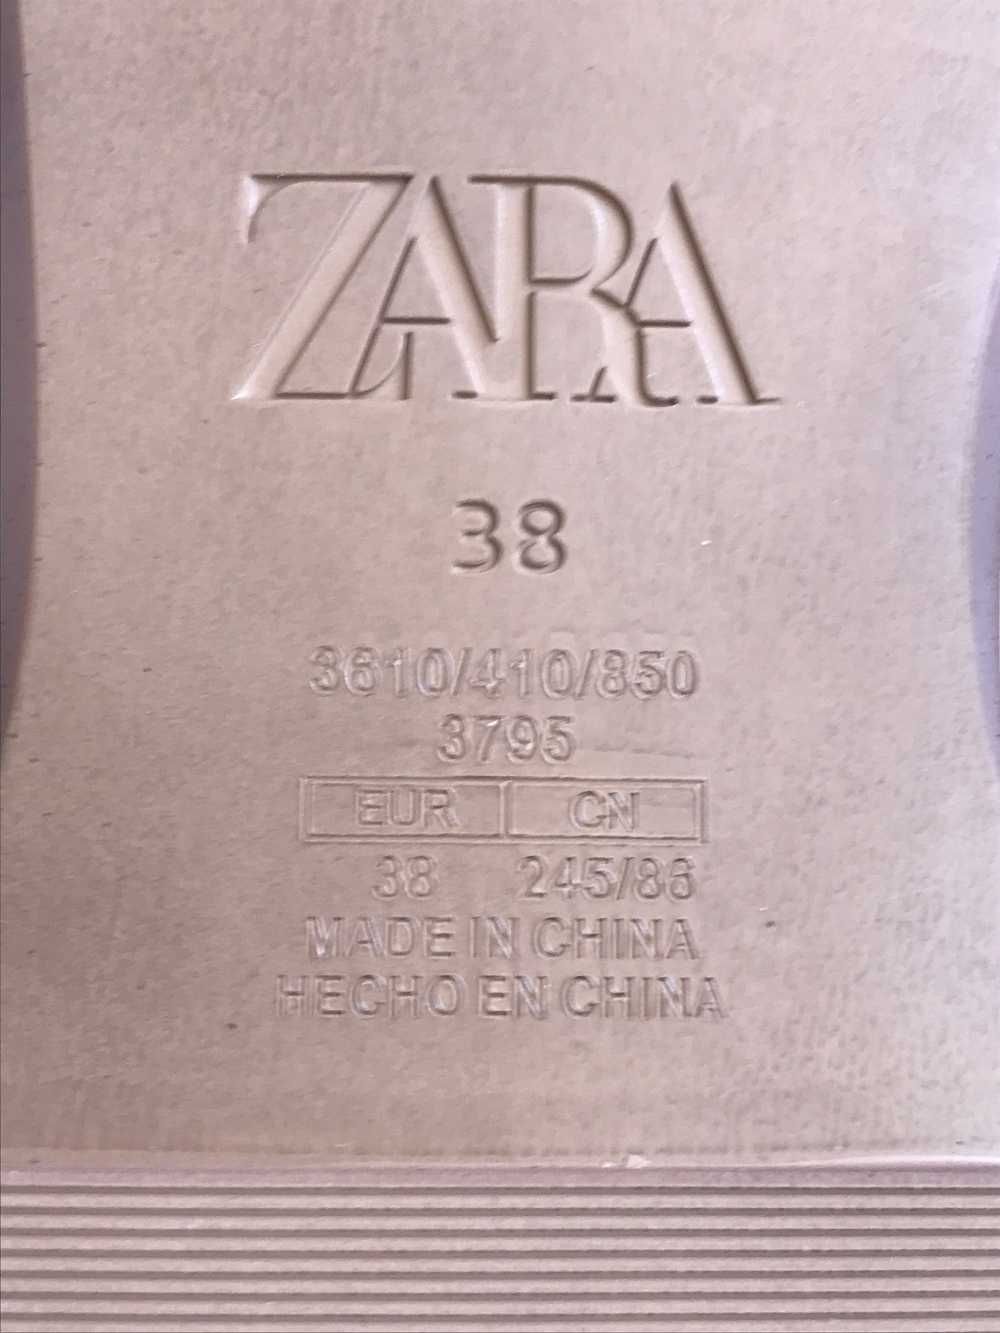 ZARA
38
3610/410/850
3795
EUR CN
38 245/86
MADE IN CHINA
HECHO EN CHINA